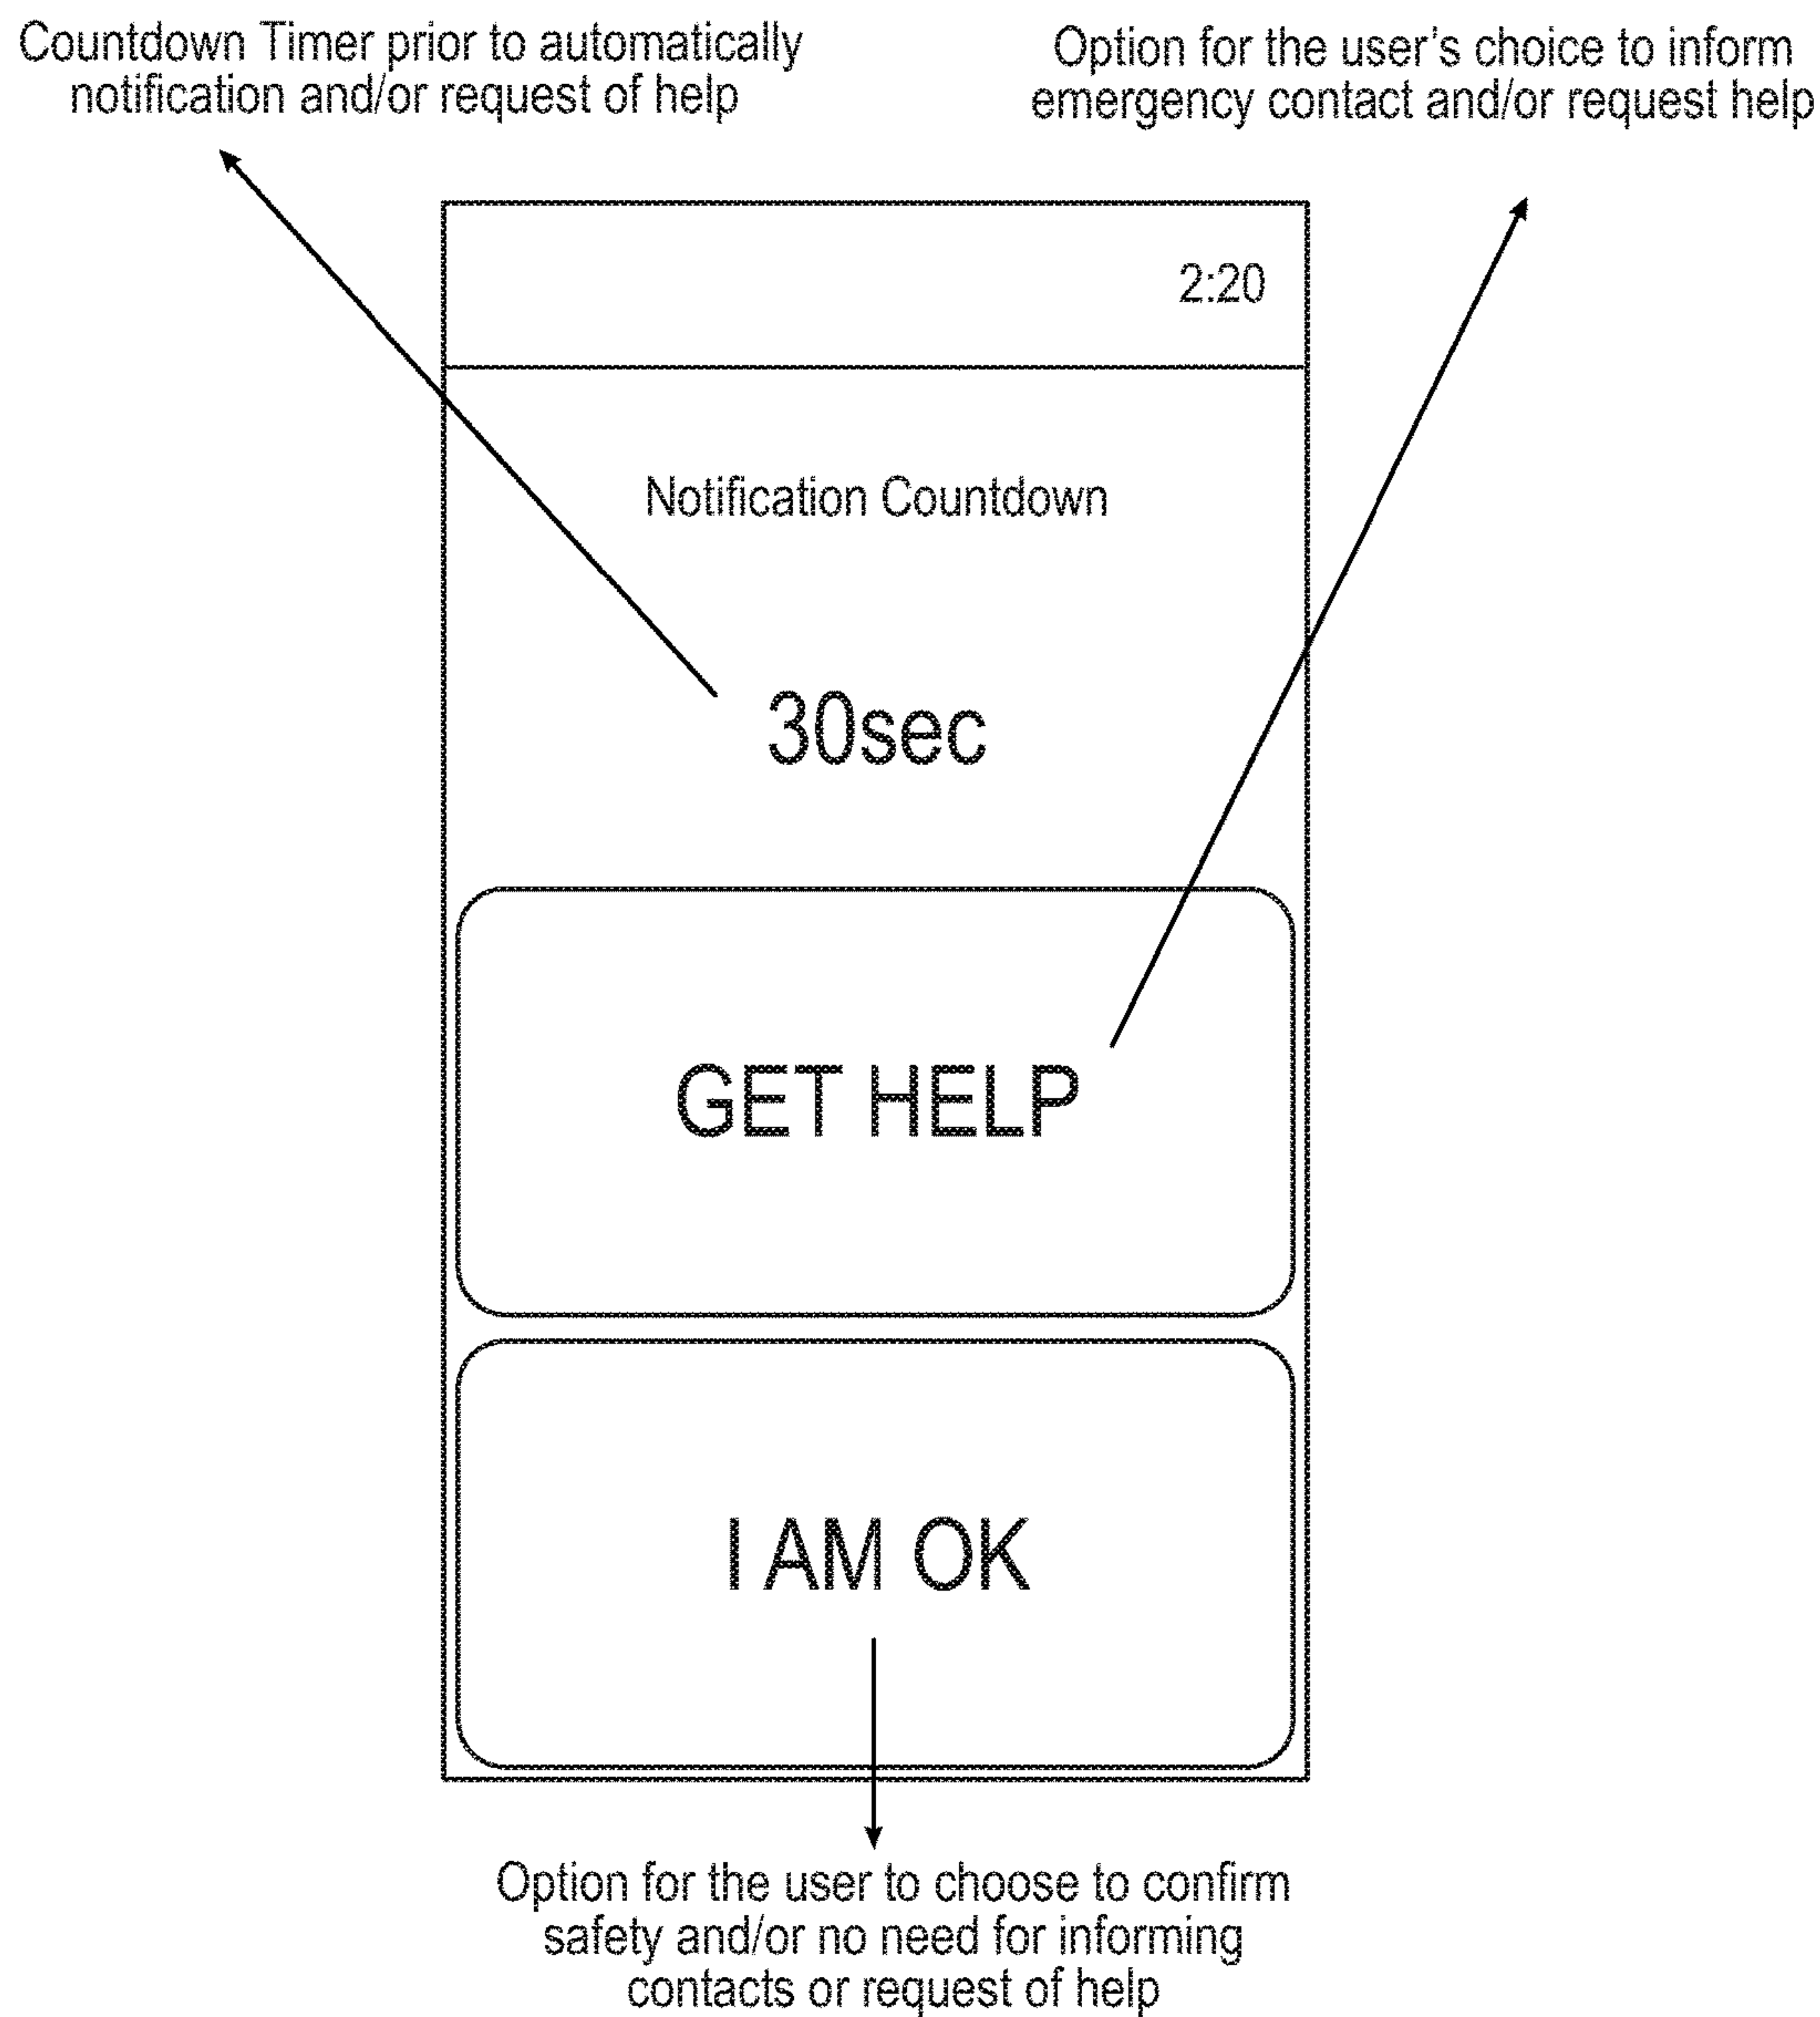 Countdown Timer prior to automatically
notification and/or request of help
Option for the user's choice to inform
emergency contact and/or request help
2:20
Notification Countdown
30sec
GET HELP
I AM OK
Option for the user to choose to confirm
safety and/or no need for informing
contacts or request of help